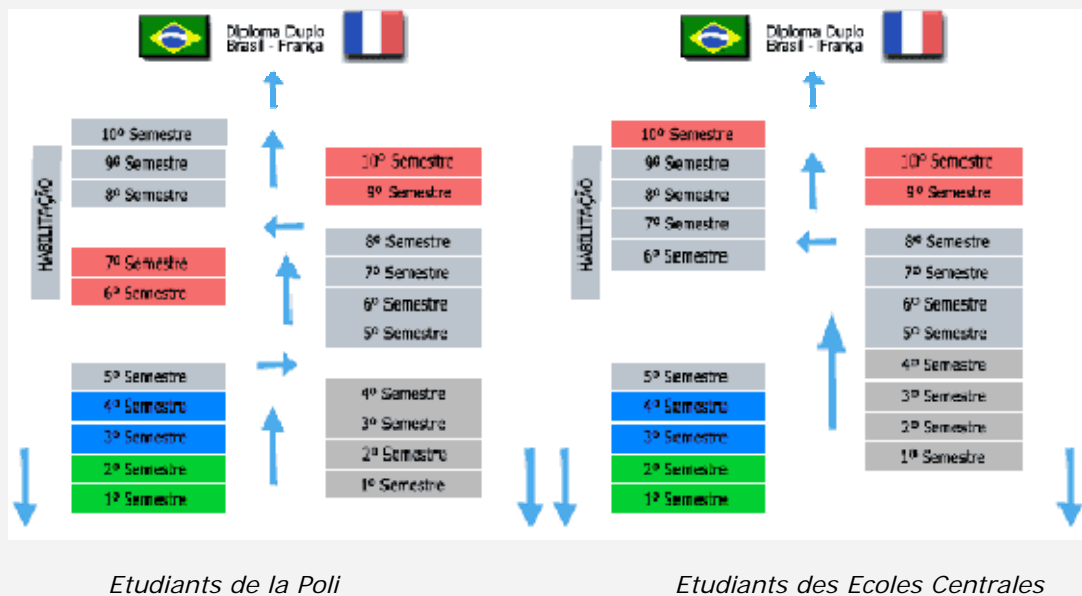 Diploma Duplo
Brasil - França
10º Semestre
9º Semestre
8º Semestre
7º Semestre
6º Semestre
5º Semestre
4º Semestre
3º Semestre
2º Semestre
1º Semestre
HABILITAÇÃO
10º Semestre
9º Semestre
8º Semestre
7º Semestre
6º Semestre
5º Semestre
4º Semestre
3º Semestre
2º Semestre
1º Semestre
Etudiants de la Poli
Diploma Duplo
Brasil - França
10º Semestre
9º Semestre
8º Semestre
7º Semestre
6º Semestre
5º Semestre
4º Semestre
3º Semestre
2º Semestre
1º Semestre
HABILITAÇÃO
10º Semestre
9º Semestre
8º Semestre
7º Semestre
6º Semestre
5º Semestre
4º Semestre
3º Semestre
2º Semestre
1º Semestre
Etudiants des Ecoles Centrales